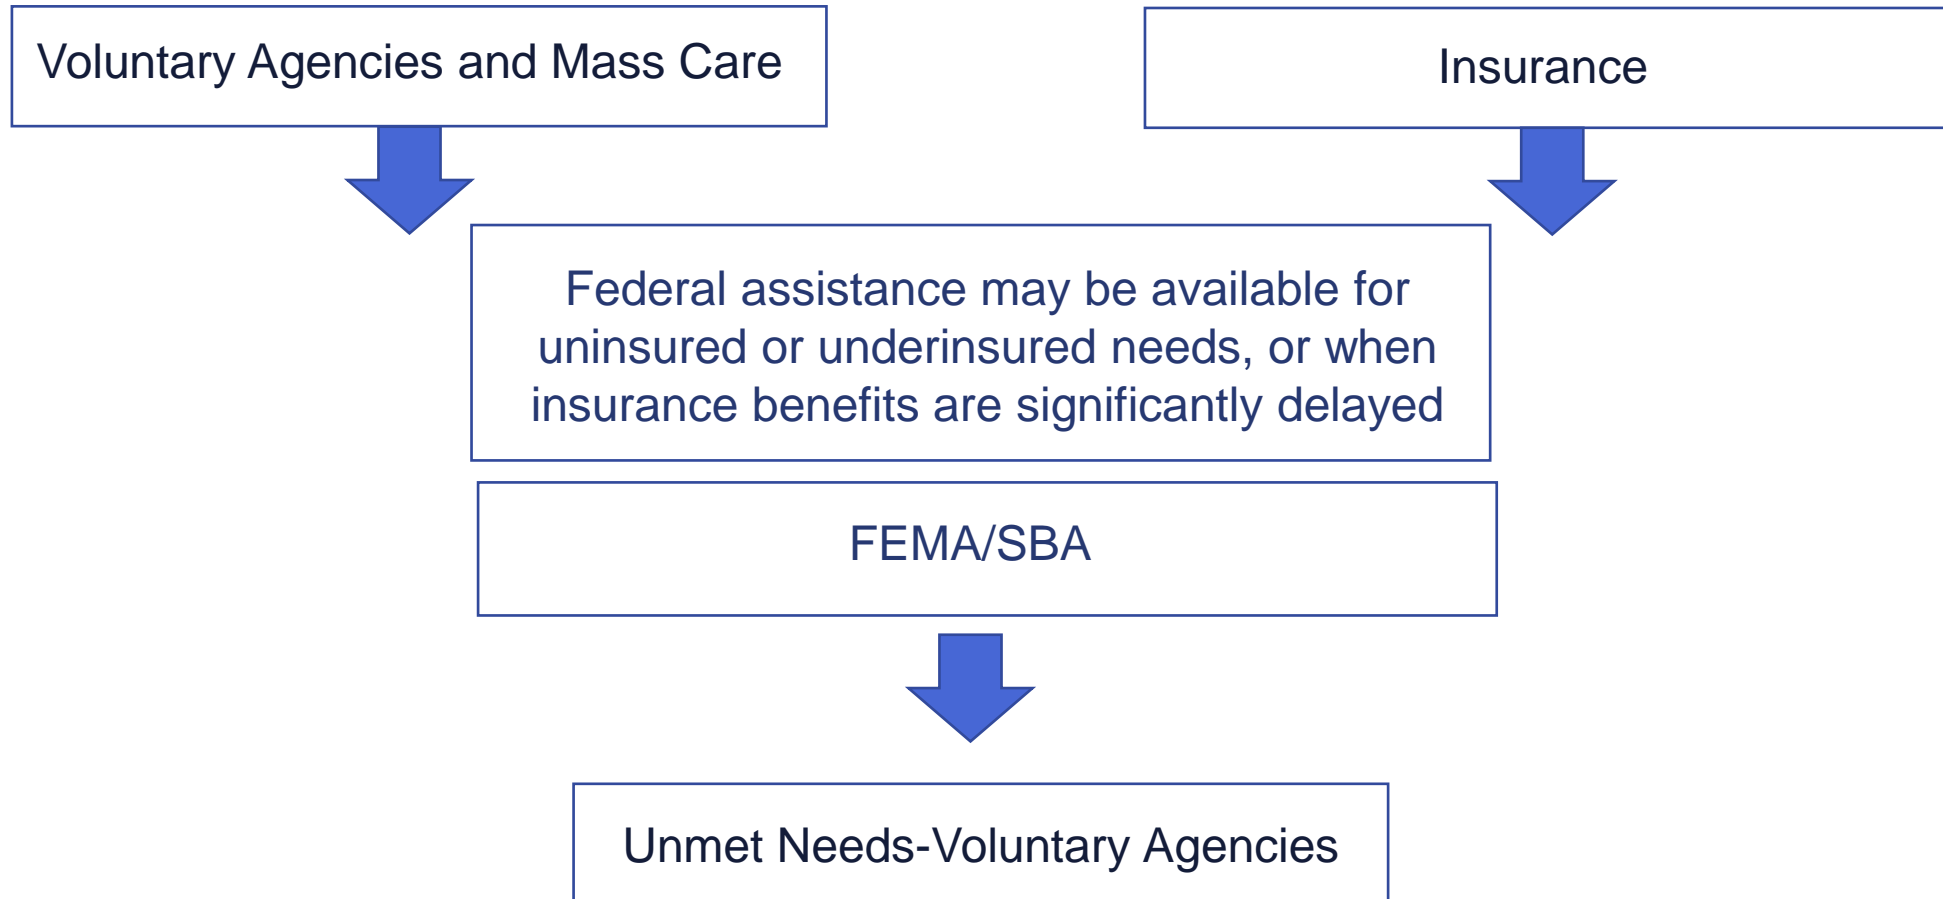 Voluntary Agencies and Mass Care
Insurance
Federal assistance may be available for
uninsured or underinsured needs, or when
insurance benefits are significantly delayed
FEMA/SBA
Unmet Needs-Voluntary Agencies